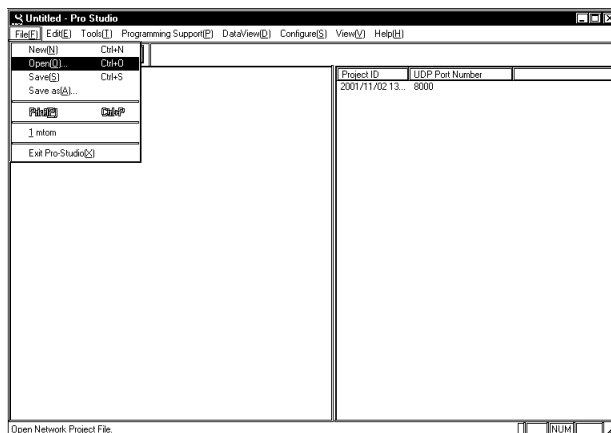 Untitled - Pro Studio
File(F) Edit(E) Tools(T) Programming Support(P) DataView(D) Configure(S) View(V) Help(H)
New(N) Ctrl+N
Open(O)... Ctrl+O
Save(S) Ctrl+S
Save as(A)...
Print(P) Ctrl+P
1 mtom
Exit Pro-Studio(X)
Project ID UDP Port Number
2001/11/02 13... 8000
Open Network Project File.
NUM